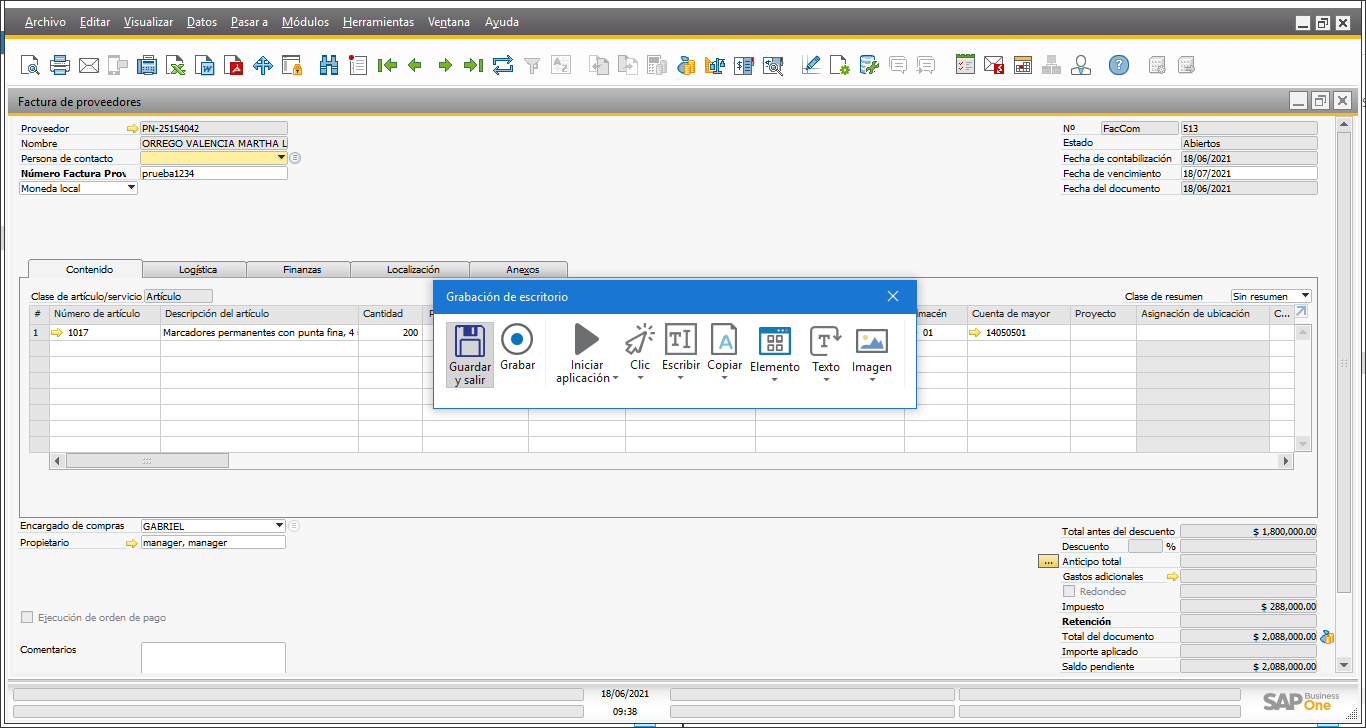 Archivo Editar Visualizar Datos Pasar a Módulos Herramientas Ventana Ayuda
Factura de proveedores
Proveedor PN-25154042
Nombre ORREGO VALENCIA MARTHA L
Persona de contacto
Número Factura Prov prueba1234
Moneda local
Nº FacCom 513
Estado Abiertos
Fecha de contabilización 18/06/2021
Fecha de vencimiento 18/07/2021
Fecha del documento 18/06/2021
Contenido Logística Finanzas Localización Anexos
Clase de artículo/servicio Artículo
Clase de resumen Sin resumen
# Número de artículo Descripción del artículo Cantidad
macén Cuenta de mayor Proyecto Asignación de ubicación C...
1 1017 Marcadores permanentes con punta fina, 4 200 01 14050501
Grabación de escritorio
Guardar y salir
Grabar
Iniciar aplicación
Clic
Escribir
Copiar
Elemento
Texto
Imagen
Encargado de compras GABRIEL
Propietario manager, manager
Ejecución de orden de pago
Comentarios
Total antes del descuento $ 1,800,000.00
Descuento %
... Anticipo total
Gastos adicionales
Redondeo
Impuesto $ 288,000.00
Retención
Total del documento $ 2,088,000.00
Importe aplicado
Saldo pendiente $ 2,088,000.00
18/06/2021
09:38
SAP Business One